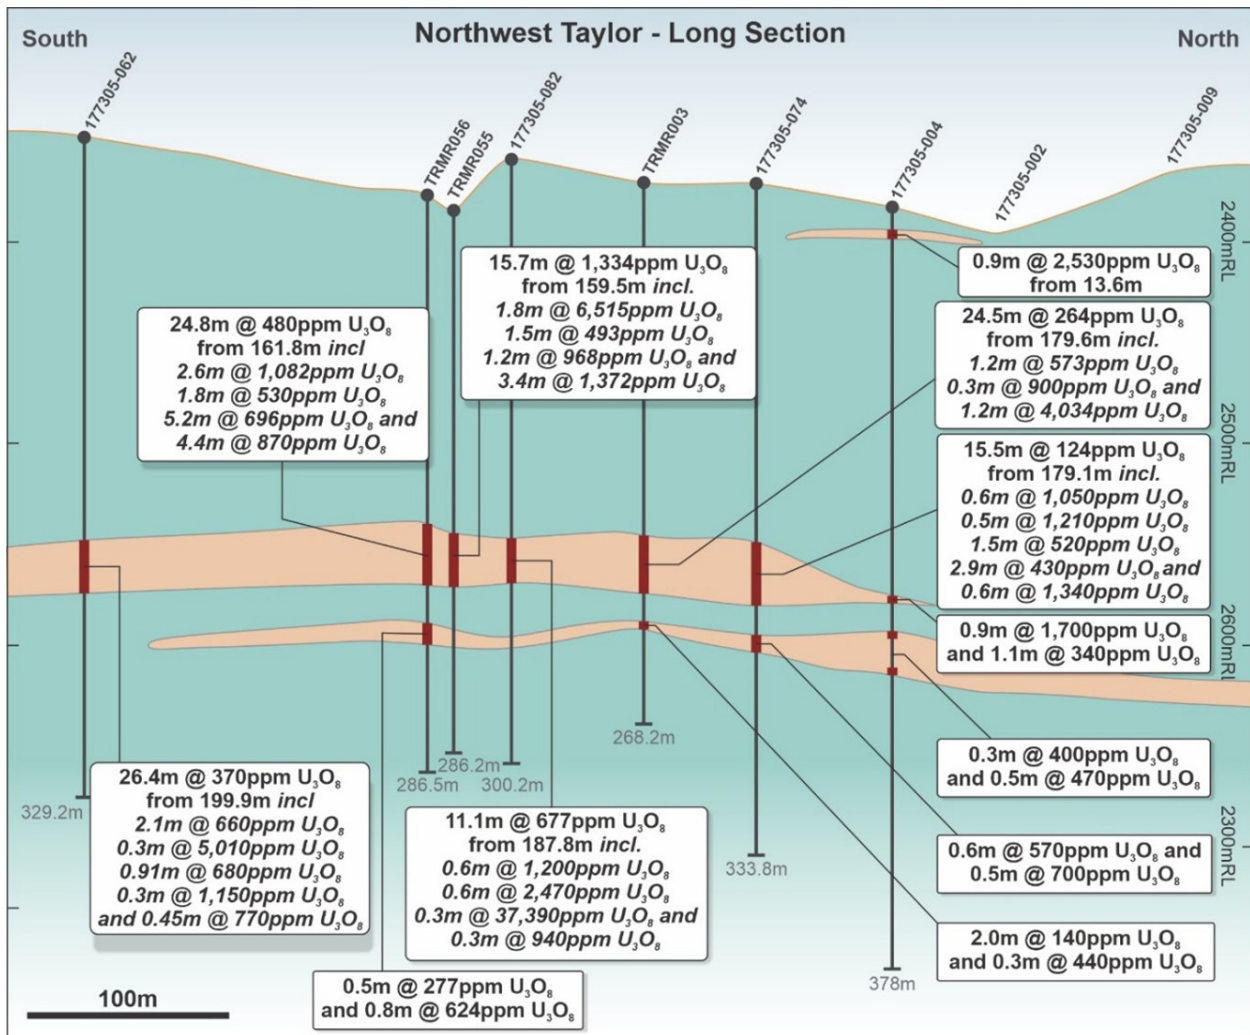 Northwest Taylor - Long Section
South
North
177305-062
TRMR056
TRMR055
177305-082
TRMR003
177305-074
177305-004
177305-002
177305-009
2400mRL
2500mRL
2600mRL
2300mRL
0.9m @ 2,530ppm U₃O₈
from 13.6m
15.7m @ 1,334ppm U₃O₈
from 159.5m incl.
1.8m @ 6,515ppm U₃O₈
1.5m @ 493ppm U₃O₈
1.2m @ 968ppm U₃O₈ and
3.4m @ 1,372ppm U₃O₈
24.8m @ 480ppm U₃O₈
from 161.8m incl
2.6m @ 1,082ppm U₃O₈
1.8m @ 530ppm U₃O₈
5.2m @ 696ppm U₃O₈ and
4.4m @ 870ppm U₃O₈
24.5m @ 264ppm U₃O₈
from 179.6m incl.
1.2m @ 573ppm U₃O₈
0.3m @ 900ppm U₃O₈ and
1.2m @ 4,034ppm U₃O₈
15.5m @ 124ppm U₃O₈
from 179.1m incl.
0.6m @ 1,050ppm U₃O₈
0.5m @ 1,210ppm U₃O₈
1.5m @ 520ppm U₃O₈
2.9m @ 430ppm U₃O₈ and
0.6m @ 1,340ppm U₃O₈
0.9m @ 1,700ppm U₃O₈
and 1.1m @ 340ppm U₃O₈
0.3m @ 400ppm U₃O₈
and 0.5m @ 470ppm U₃O₈
0.6m @ 570ppm U₃O₈ and
0.5m @ 700ppm U₃O₈
2.0m @ 140ppm U₃O₈
and 0.3m @ 440ppm U₃O₈
26.4m @ 370ppm U₃O₈
from 199.9m incl
2.1m @ 660ppm U₃O₈
0.3m @ 5,010ppm U₃O₈
0.91m @ 680ppm U₃O₈
0.3m @ 1,150ppm U₃O₈
and 0.45m @ 770ppm U₃O₈
11.1m @ 677ppm U₃O₈
from 187.8m incl.
0.6m @ 1,200ppm U₃O₈
0.6m @ 2,470ppm U₃O₈
0.3m @ 37,390ppm U₃O₈ and
0.3m @ 940ppm U₃O₈
0.5m @ 277ppm U₃O₈
and 0.8m @ 624ppm U₃O₈
329.2m
286.5m
286.2m
300.2m
268.2m
333.8m
378m
100m